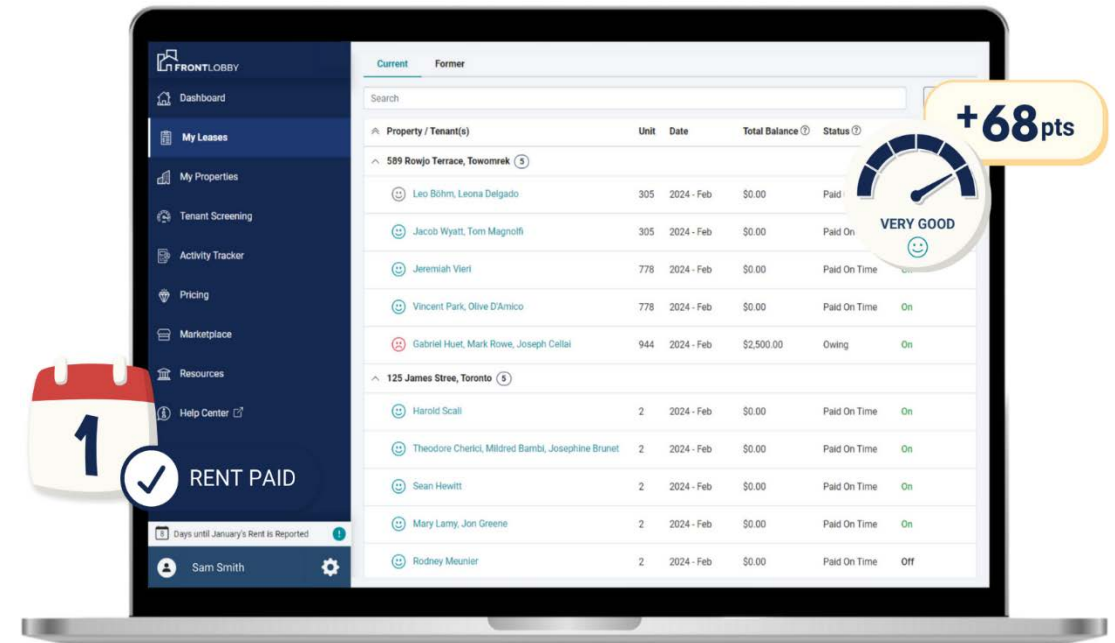 FRONTLOBBY
Dashboard
My Leases
My Properties
Tenant Screening
Activity Tracker
Pricing
Marketplace
Resources
Help Center
1
RENT PAID
8 Days until January's Rent is Reported !
Sam Smith
Current Former
Search
Property / Tenant(s) Unit Date Total Balance ? Status ?
589 Rowjo Terrace, Towomrek 5
Leo Böhm, Leona Delgado 305 2024 - Feb $0.00 Paid
Jacob Wyatt, Tom Magnolfi 305 2024 - Feb $0.00 Paid On
Jeremiah Vieri 778 2024 - Feb $0.00 Paid On Time
Vincent Park, Olive D'Amico 778 2024 - Feb $0.00 Paid On Time On
Gabriel Huet, Mark Rowe, Joseph Cellai 944 2024 - Feb $2,500.00 Owing On
125 James Stree, Toronto 5
Harold Scali 2 2024 - Feb $0.00 Paid On Time On
Theodore Cherici, Mildred Bambi, Josephine Brunet 2 2024 - Feb $0.00 Paid On Time On
Sean Hewitt 2 2024 - Feb $0.00 Paid On Time On
Mary Lamy, Jon Greene 2 2024 - Feb $0.00 Paid On Time On
Rodney Meunier 2 2024 - Feb $0.00 Paid On Time Off
+68 pts
VERY GOOD